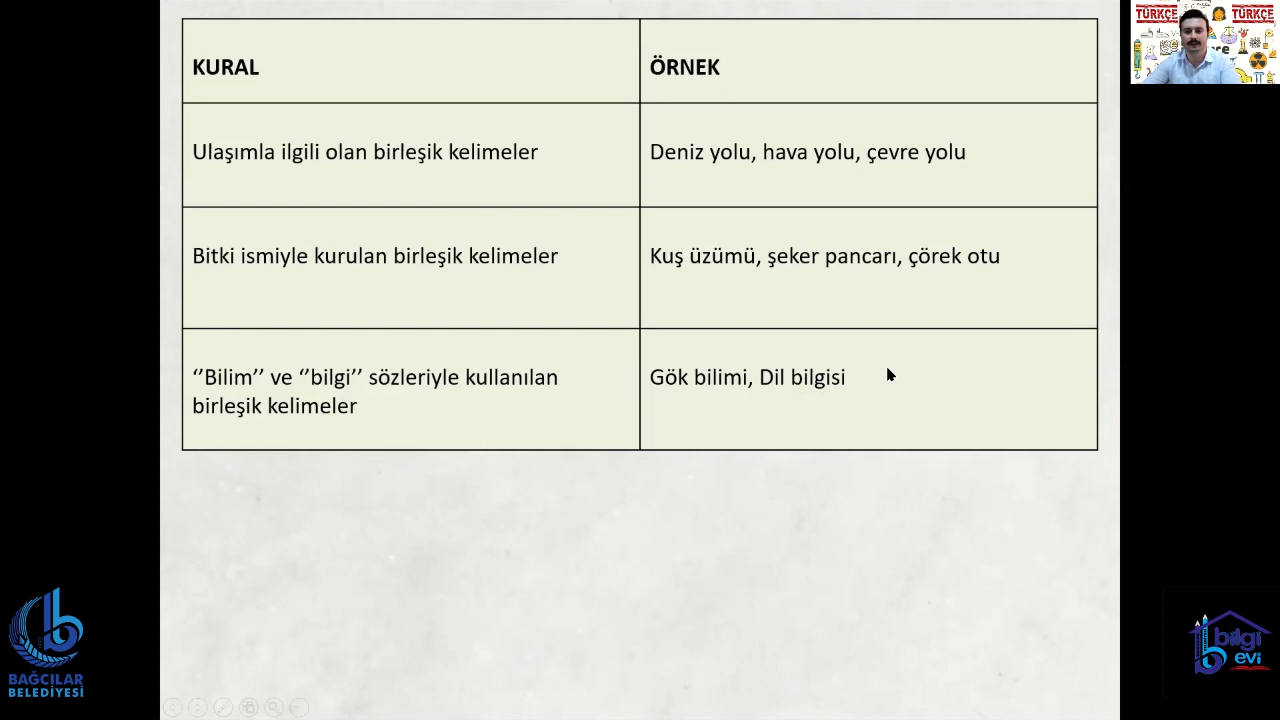 TÜRKÇE
TÜRKÇE
KURAL
ÖRNEK
Ulaşımla ilgili olan birleşik kelimeler
Deniz yolu, hava yolu, çevre yolu
Bitki ismiyle kurulan birleşik kelimeler
Kuş üzümü, şeker pancarı, çörek otu
‘’Bilim’’ ve ‘’bilgi’’ sözleriyle kullanılan
birleşik kelimeler
Gök bilimi, Dil bilgisi
BAĞCILAR
BELEDİYESİ
bilgi
evi